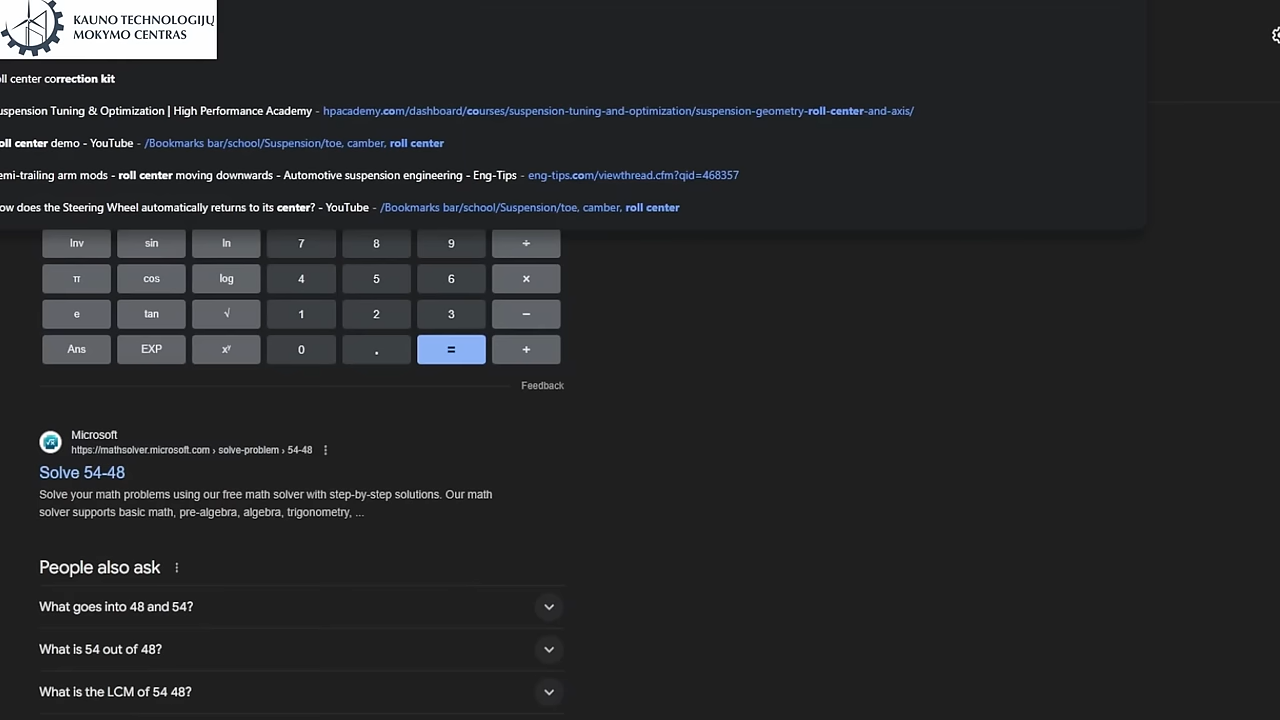 KAUNO TECHNOLOGIJŲ
MOKYMO CENTRAS
center correction kit
Suspension Tuning & Optimization | High Performance Academy - hpacademy.com/dashboard/courses/suspension-tuning-and-optimization/suspension-geometry-roll-center-and-axis/
roll center demo - YouTube - /Bookmarks bar/school/Suspension/toe, camber, roll center
semi-trailing arm mods - roll center moving downwards - Automotive suspension engineering - Eng-Tips - eng-tips.com/viewthread.cfm?qid=468357
How does the Steering Wheel automatically returns to its center? - YouTube - /Bookmarks bar/school/Suspension/toe, camber, roll center
Inv sin ln 7 8 9 ÷
π cos log 4 5 6 ×
e tan √ 1 2 3 −
Ans EXP xʸ 0 . = +
Feedback
Microsoft
https://mathsolver.microsoft.com › solve-problem › 54-48
Solve 54-48
Solve your math problems using our free math solver with step-by-step solutions. Our math
solver supports basic math, pre-algebra, algebra, trigonometry, ...
People also ask
What goes into 48 and 54?
What is 54 out of 48?
What is the LCM of 54 48?